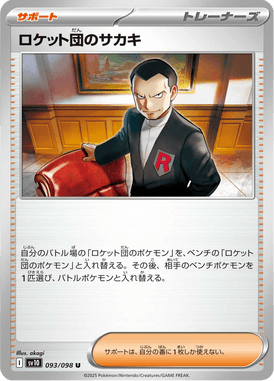 サポート トレーナーズ
ロケット団のサカキ
R
自分のバトル場の「ロケット団のポケモン」を、ベンチの「ロケット
団のポケモン」と入れ替える。その後、相手のベンチポケモンを
1匹選び、バトルポケモンと入れ替える。
サポートは、自分の番に1枚しか使えない。
Illus. akagi
I sv10 093/098 U
©2025 Pokémon/Nintendo/Creatures/GAME FREAK.